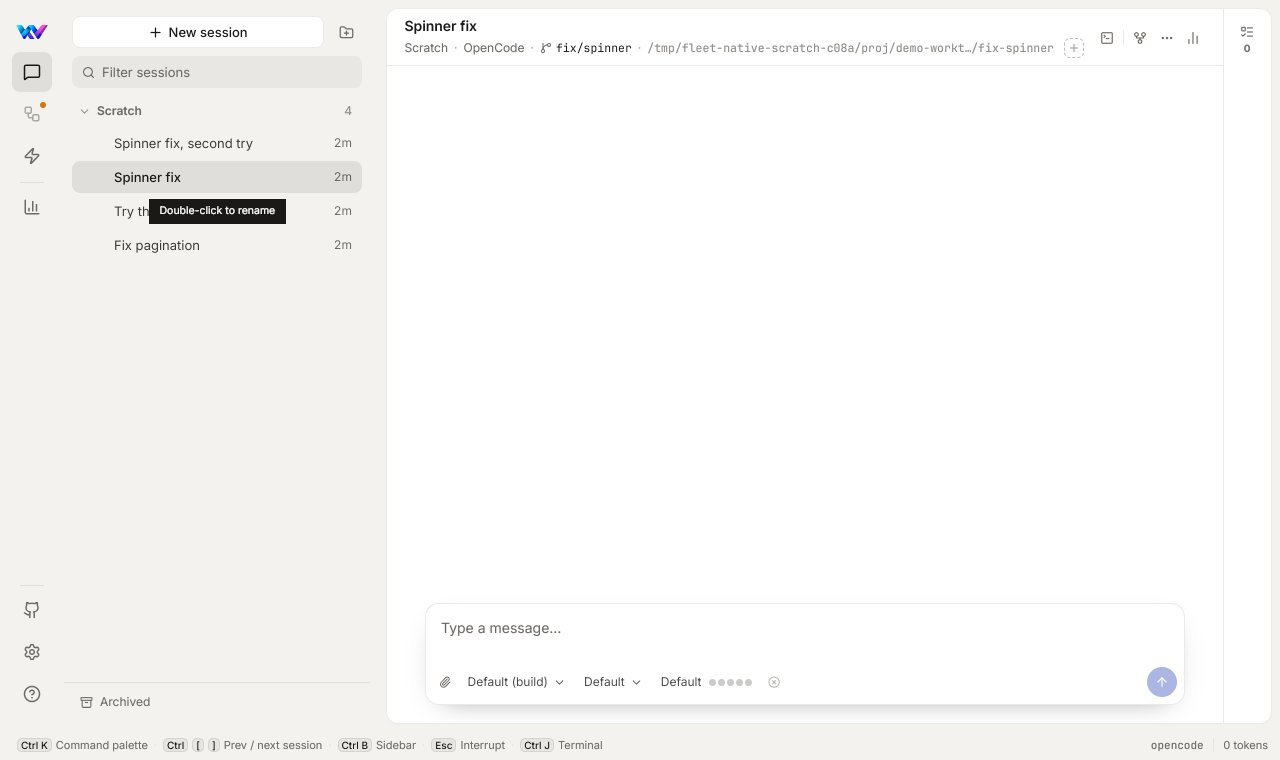 New session
Filter sessions
Scratch 4
Spinner fix, second try 2m
Spinner fix 2m
Try th 2m
Double-click to rename
Fix pagination 2m
Archived
Spinner fix
Scratch · OpenCode · fix/spinner · /tmp/fleet-native-scratch-c08a/proj/demo-workt…/fix-spinner
0
Type a message…
Default (build) Default Default
Ctrl K Command palette Ctrl [ ] Prev / next session Ctrl B Sidebar Esc Interrupt Ctrl J Terminal
opencode 0 tokens